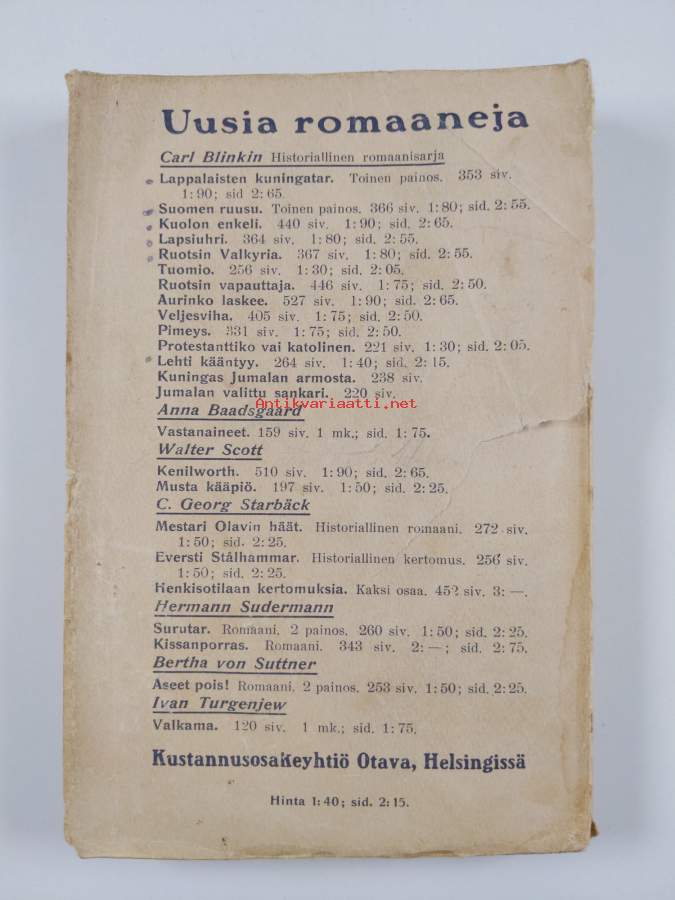 Uusia romaaneja
Carl Blinkin Historiallinen romaanisarja
Lappalaisten kuningatar. Toinen painos. 353 siv.
1: 90; sid 2: 65.
Suomen ruusu. Toinen painos. 366 siv. 1: 80; sid. 2: 55.
Kuolon enkeli. 440 siv. 1: 90; sid. 2: 65.
Lapsiuhri. 364 siv. 1: 80; sid. 2: 55.
Ruotsin Valkyria. 367 siv. 1: 80; sid. 2: 55.
Tuomio. 256 siv. 1: 30; sid. 2: 05.
Ruotsin vapauttaja. 446 siv. 1: 75; sid. 2: 50.
Aurinko laskee. 527 siv. 1: 90; sid. 2: 65.
Veljesviha. 405 siv. 1: 75; sid. 2: 50.
Pimeys. 331 siv. 1: 75; sid. 2: 50.
Protestanttiko vai katolinen. 221 siv. 1: 30; sid. 2: 05.
Lehti kääntyy. 264 siv. 1: 40; sid. 2: 15.
Kuningas Jumalan armosta. 238 siv.
Jumalan valittu sankari. 220 siv.
Antikvariaatti.net
Anna Baadsgaard
Vastanaineet. 159 siv. 1 mk.; sid. 1: 75.
Walter Scott
Kenilworth. 510 siv. 1: 90; sid. 2: 65.
Musta kääpiö. 197 siv. 1: 50; sid. 2: 25.
C. Georg Starbäck
Mestari Olavin häät. Historiallinen romaani. 272 siv.
1: 50; sid. 2: 25.
Eversti Stålhammar. Historiallinen kertomus. 256 siv.
1: 50; sid. 2: 25.
Henkisotilaan kertomuksia. Kaksi osaa. 452 siv. 3: —.
Hermann Sudermann
Surutar. Romaani. 2 painos. 260 siv. 1: 50; sid. 2: 25.
Kissanporras. Romaani. 343 siv. 2: —; sid. 2: 75.
Bertha von Suttner
Aseet pois! Romaani. 2 painos. 253 siv. 1: 50; sid. 2: 25.
Ivan Turgenjew
Valkama. 120 siv. 1 mk.; sid. 1: 75.
Kustannusosakeyhtiö Otava, Helsingissä
Hinta 1: 40; sid. 2: 15.